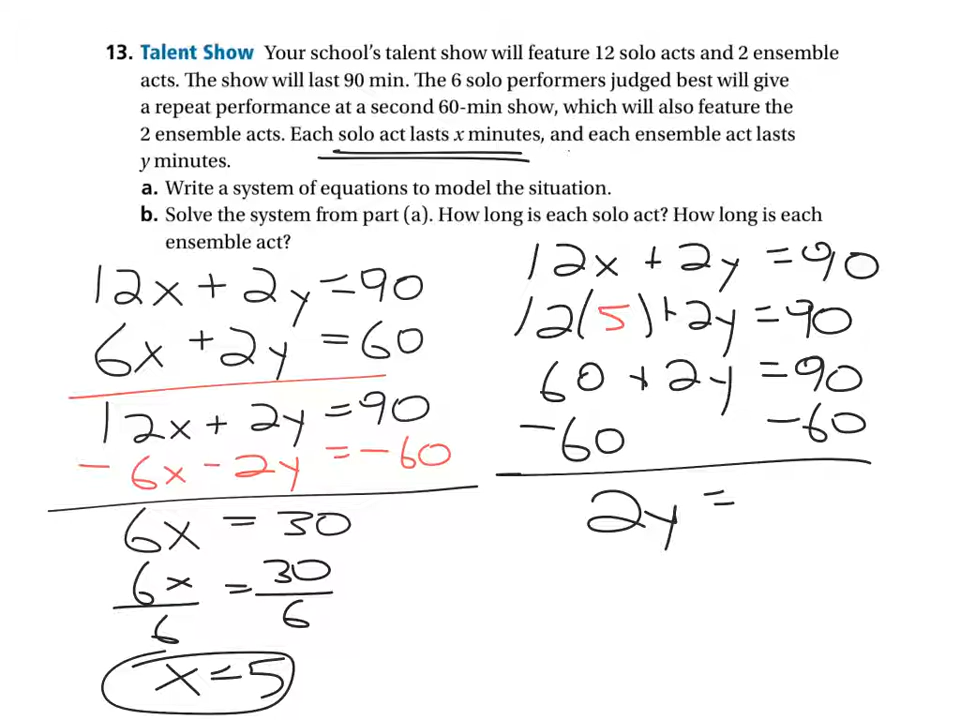 13. Talent Show Your school's talent show will feature 12 solo acts and 2 ensemble
acts. The show will last 90 min. The 6 solo performers judged best will give
a repeat performance at a second 60-min show, which will also feature the
2 ensemble acts. Each solo act lasts x minutes, and each ensemble act lasts
y minutes.
a. Write a system of equations to model the situation.
b. Solve the system from part (a). How long is each solo act? How long is each
ensemble act?
12x + 2y = 90
6x + 2y = 60
12x + 2y = 90
- 6x - 2y = -60
6x = 30
6x/6 = 30/6
x = 5
12x + 2y = 90
12(5) + 2y = 90
60 + 2y = 90
-60 -60
2y =